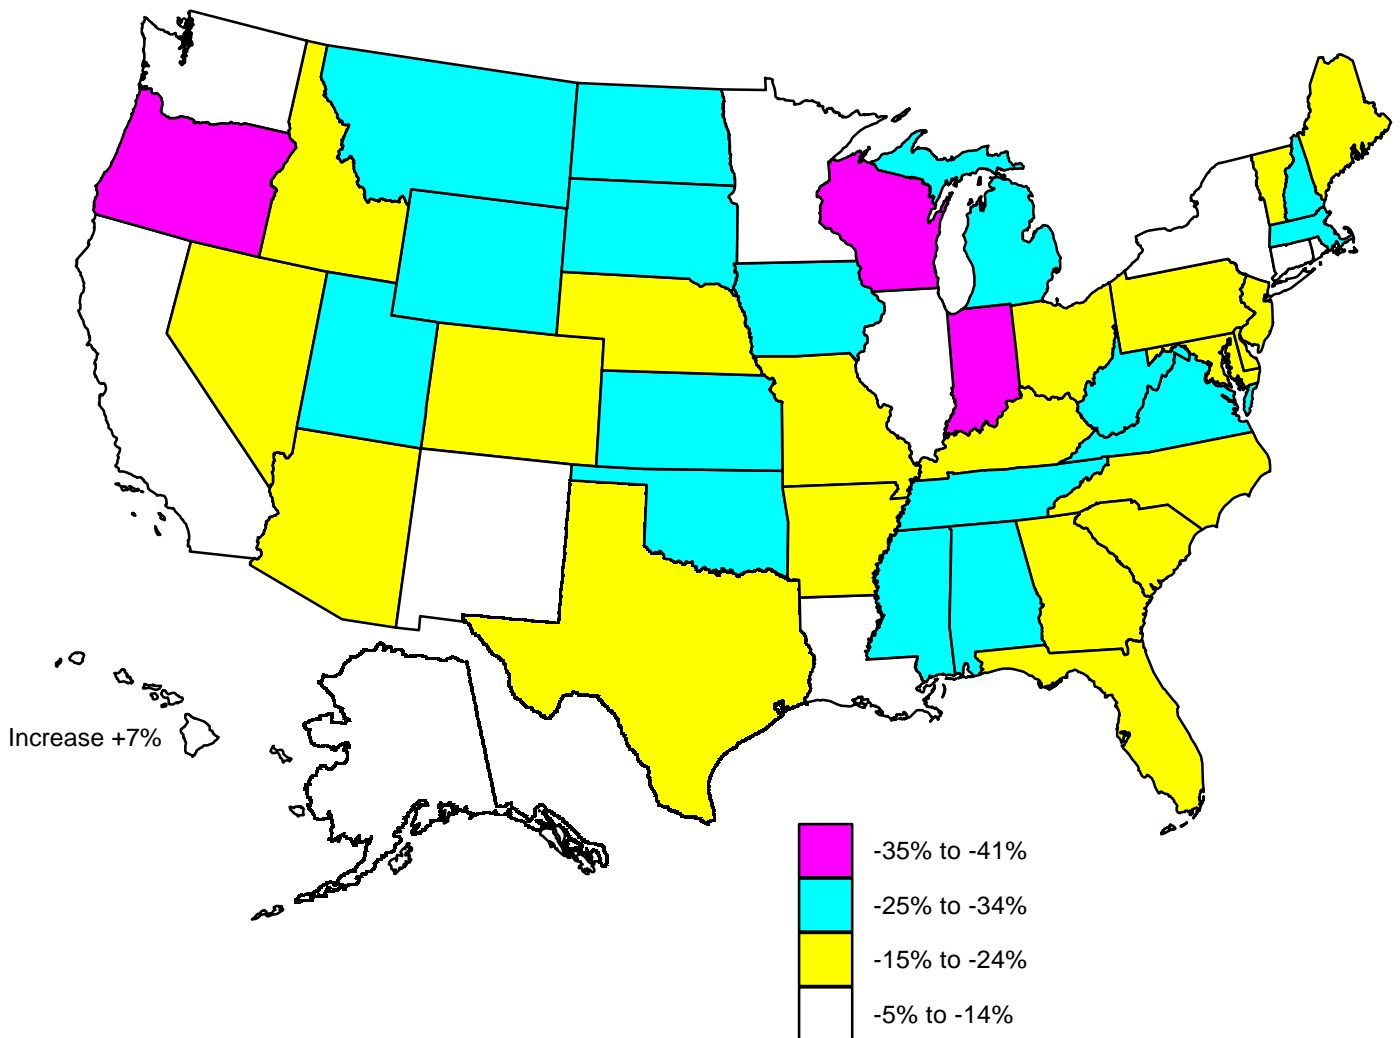 Increase +7%
-35% to -41%
-25% to -34%
-15% to -24%
-5% to -14%